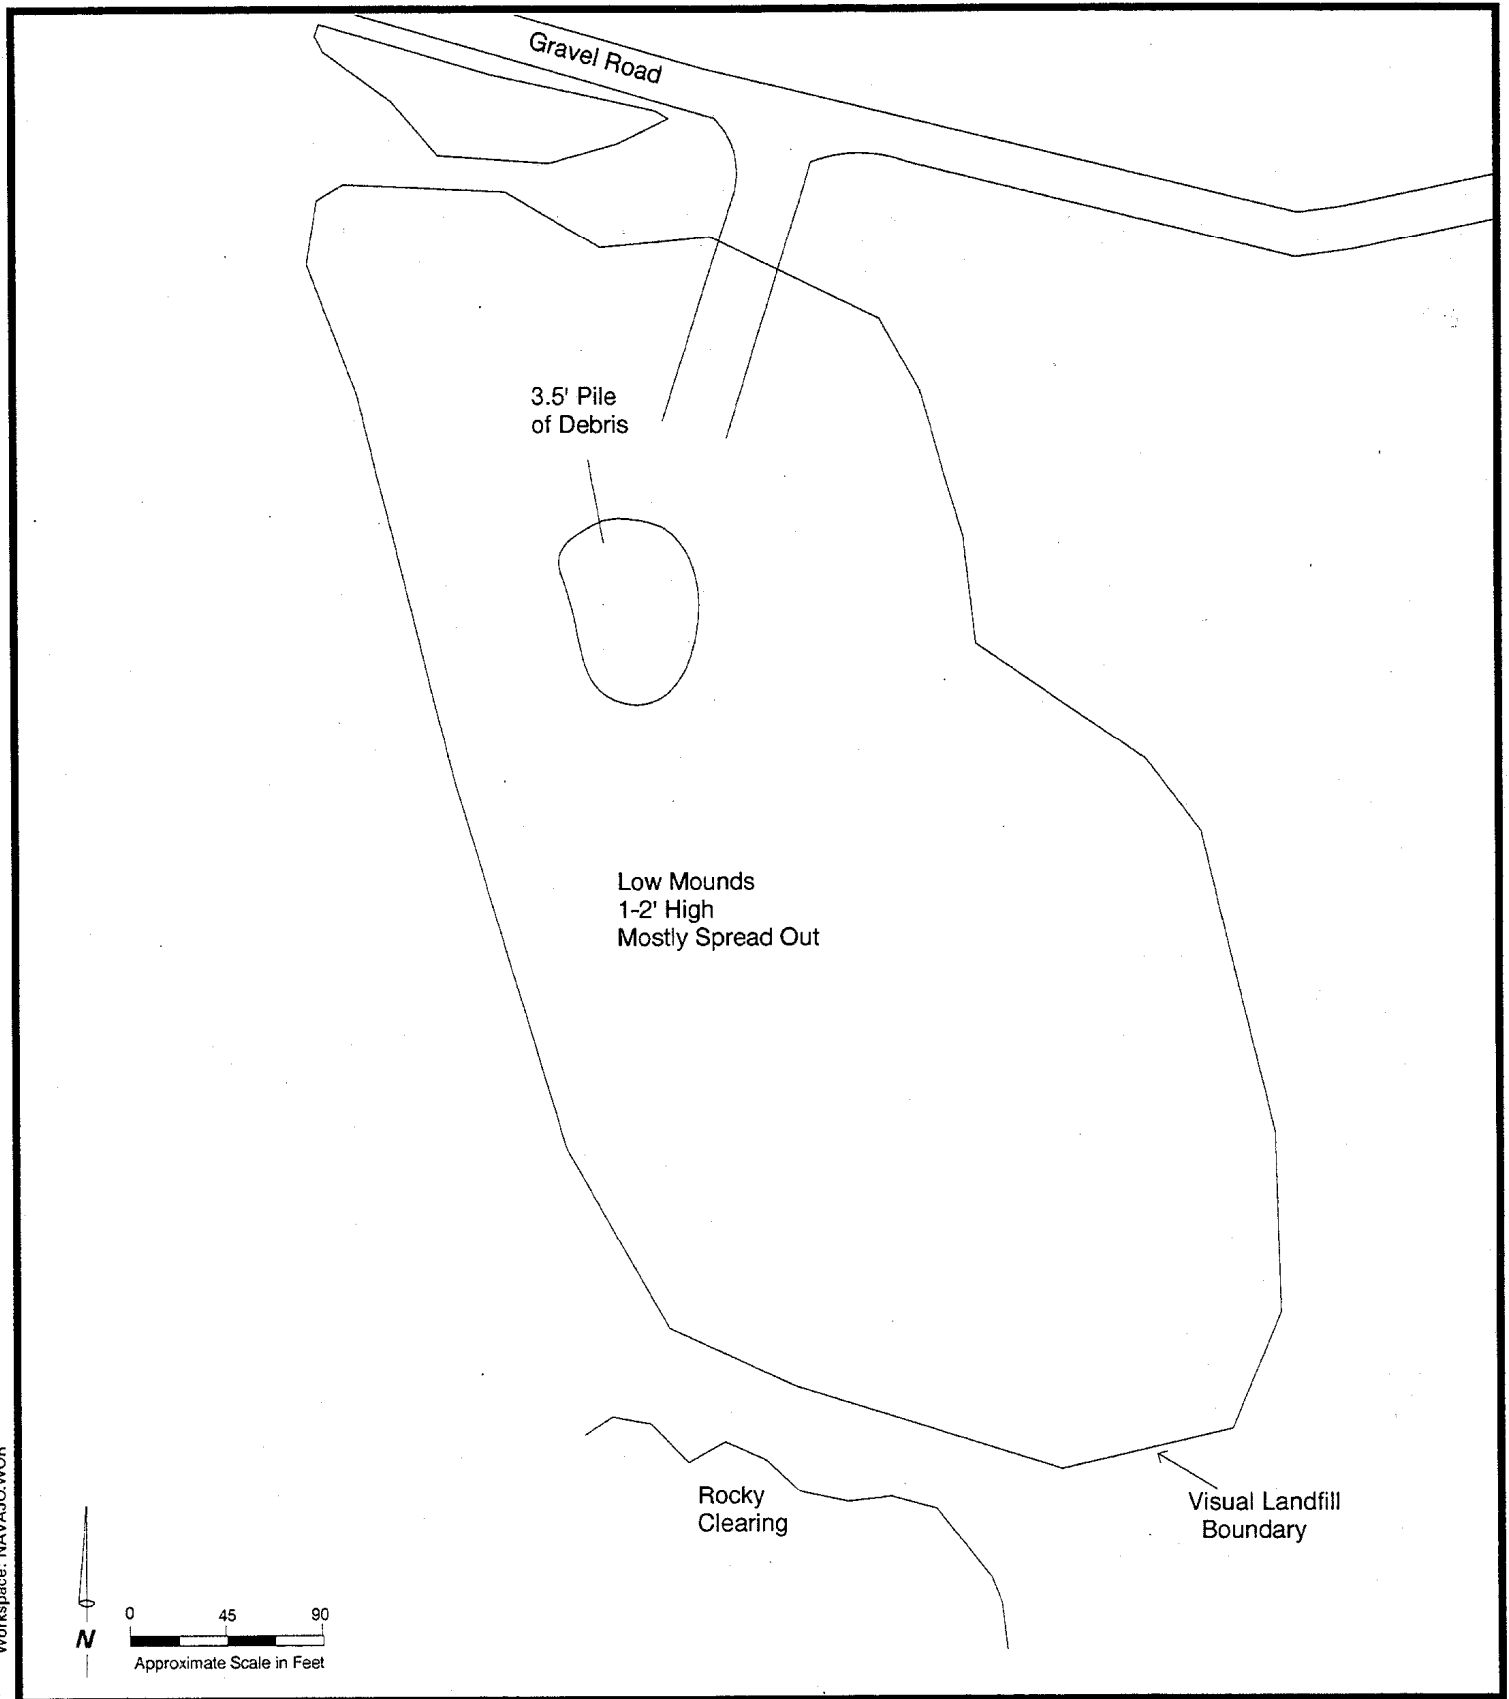 Gravel Road
3.5' Pile
of Debris
Low Mounds
1-2' High
Mostly Spread Out
Rocky
Clearing
Visual Landfill
Boundary
0 45 90
Approximate Scale in Feet
N
Workspace: NAVAJO.WOR